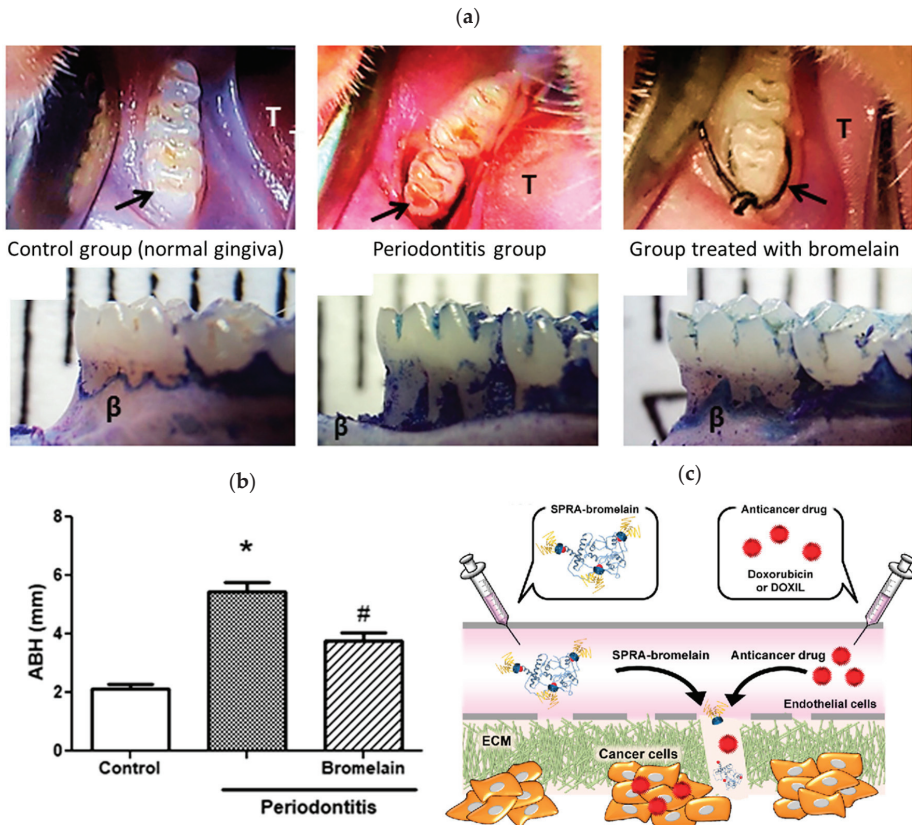 (a)
T
T
T
Control group (normal gingiva)
Periodontitis group
Group treated with bromelain
β
β
β
(b)
8
6
4
2
0
ABH (mm)
*
#
Control
Bromelain
Periodontitis
(c)
SPRA-bromelain
Anticancer drug
Doxorubicin
or DOXIL
SPRA-bromelain
Anticancer drug
Endothelial cells
ECM
Cancer cells